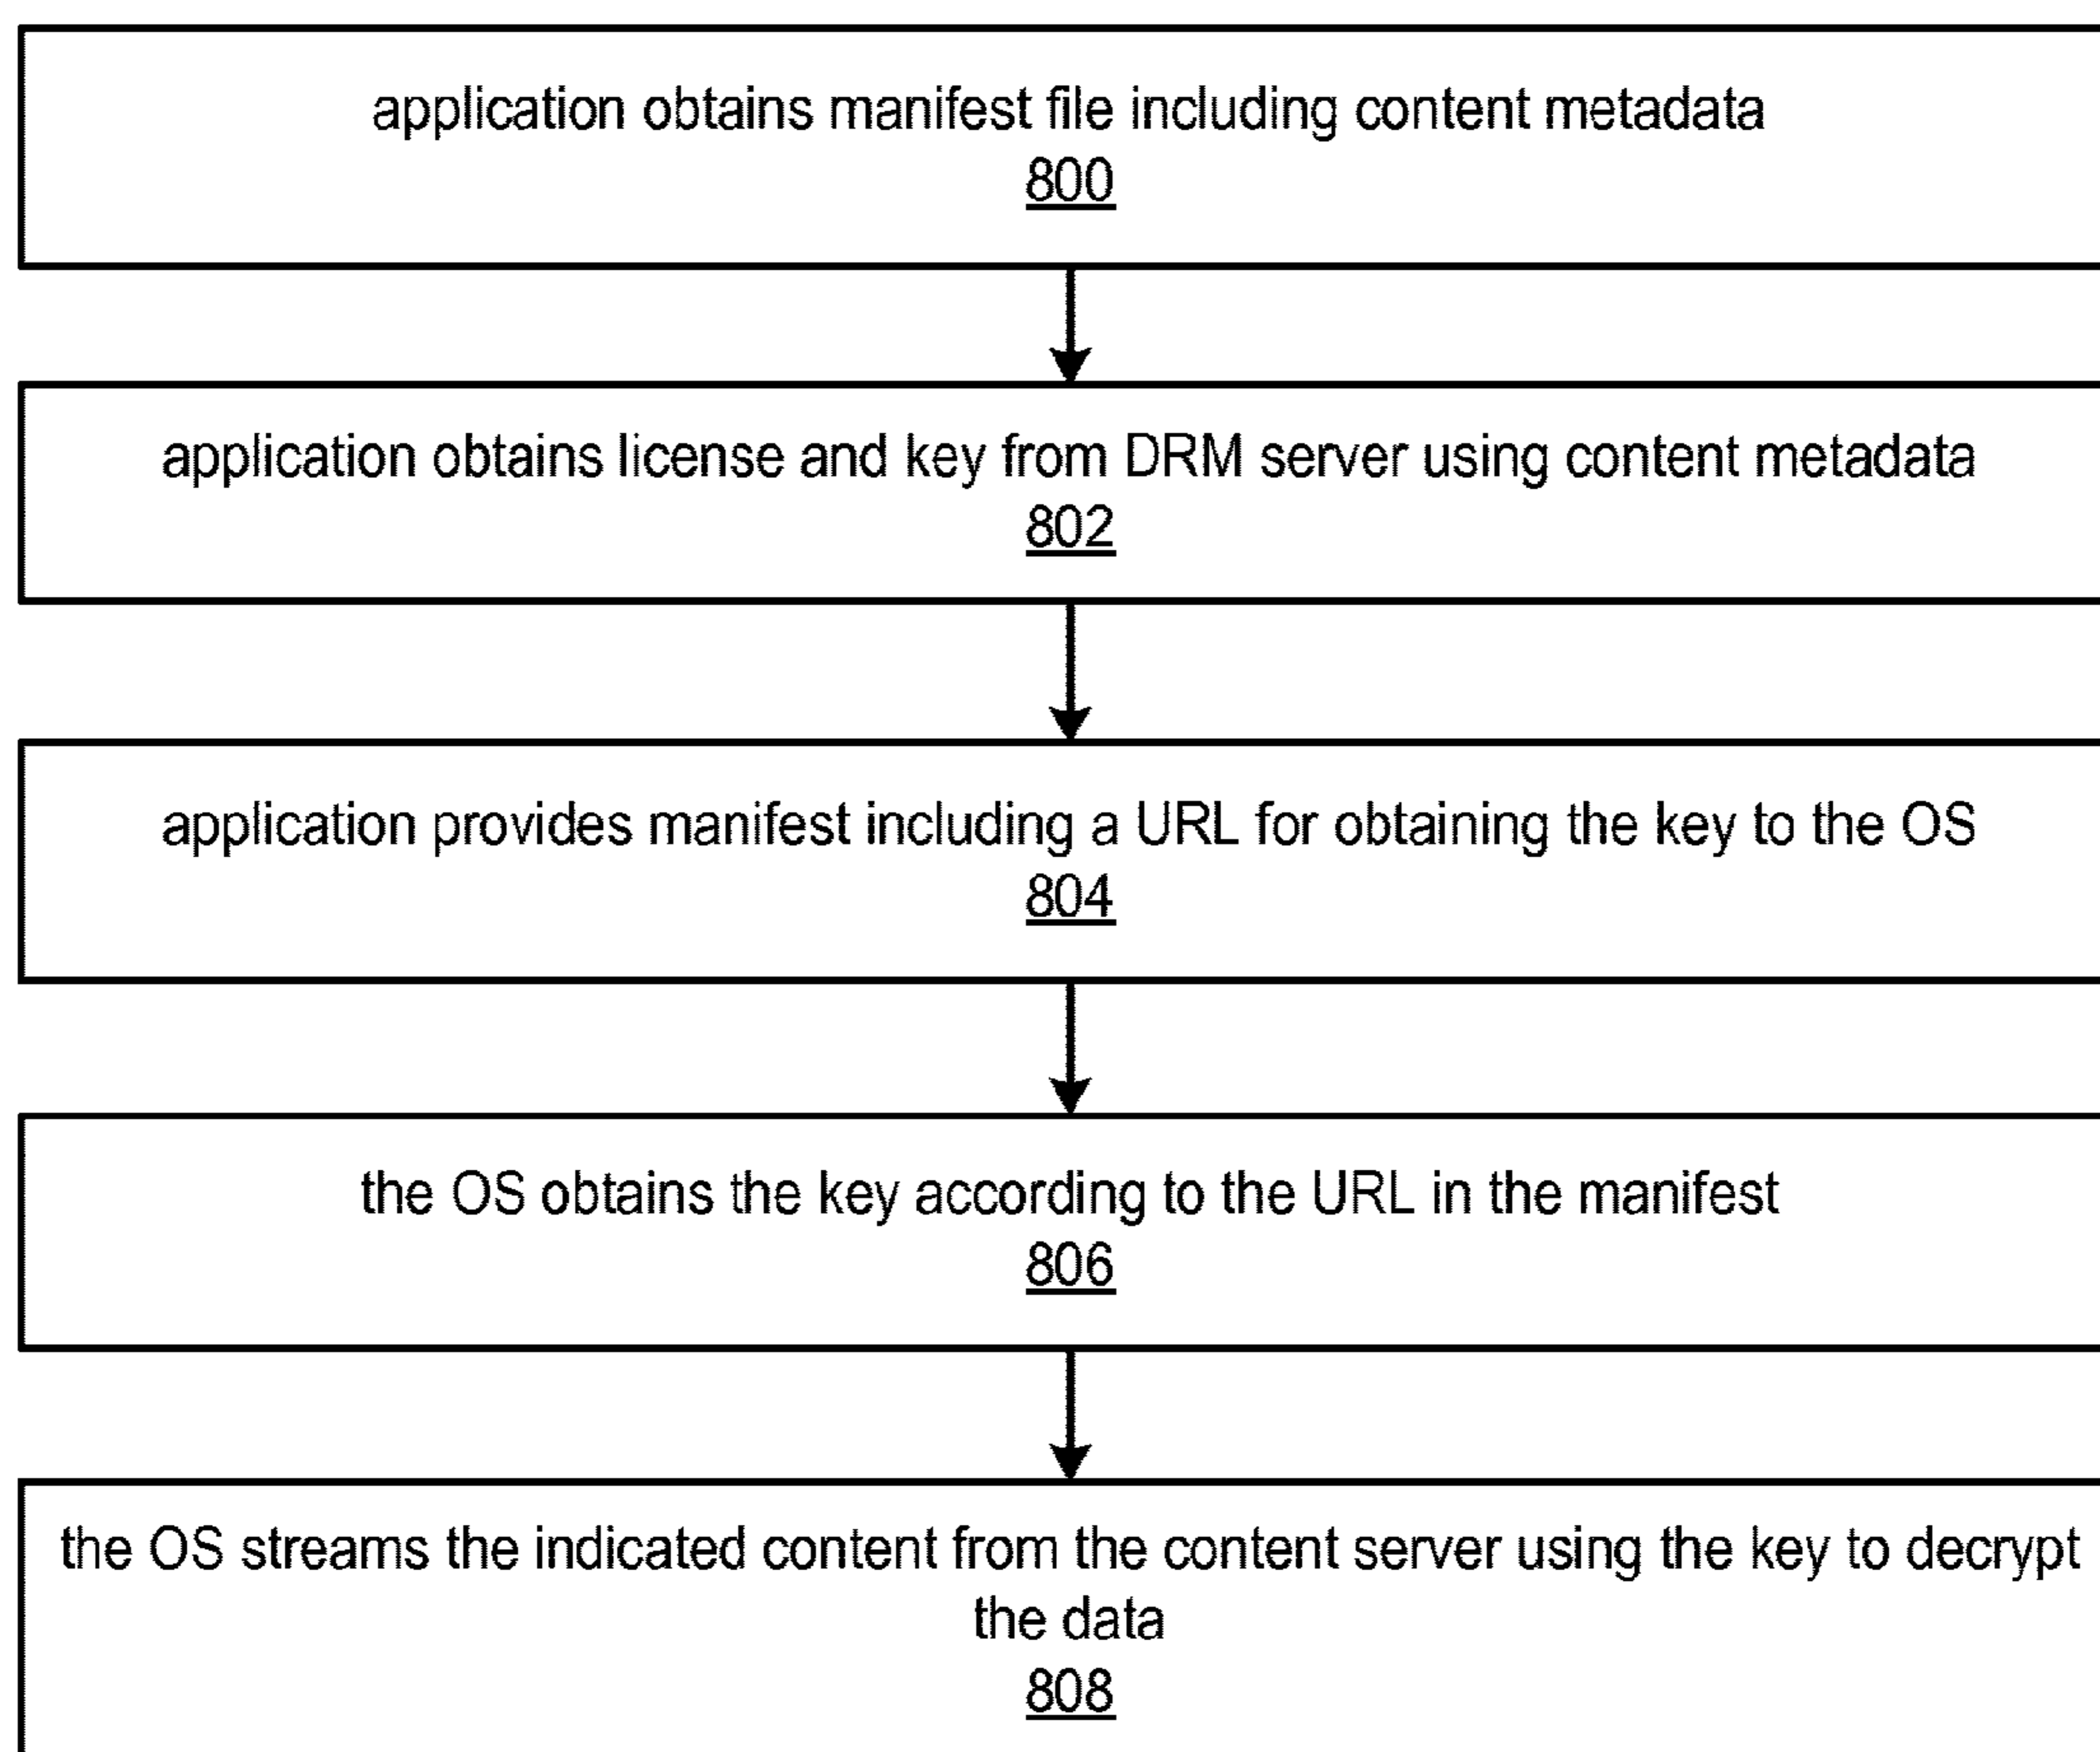 application obtains manifest file including content metadata
800
application obtains license and key from DRM server using content metadata
802
application provides manifest including a URL for obtaining the key to the OS
804
the OS obtains the key according to the URL in the manifest
806
the OS streams the indicated content from the content server using the key to decrypt
the data
808